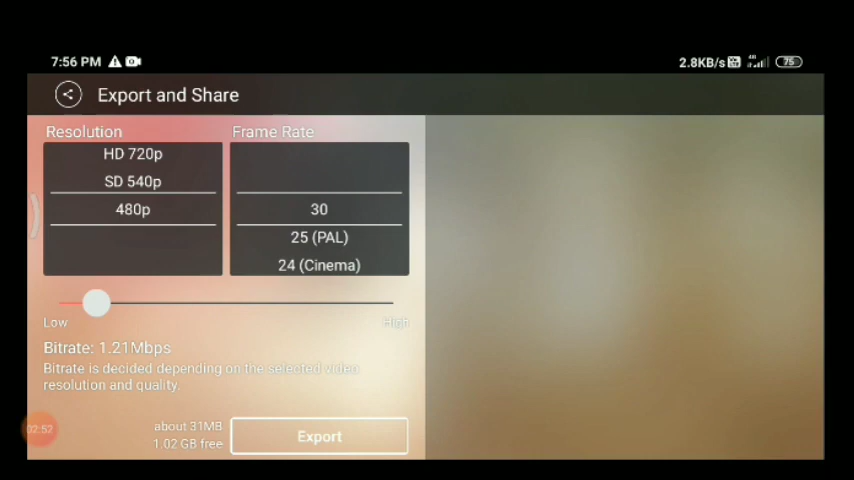 7:56 PM
2.8KB/s 75
Export and Share
Resolution
Frame Rate
HD 720p
SD 540p
480p
30
25 (PAL)
24 (Cinema)
Low
High
Bitrate: 1.21Mbps
Bitrate is decided depending on the selected video
resolution and quality.
about 31MB
1.02 GB free
Export
02:52